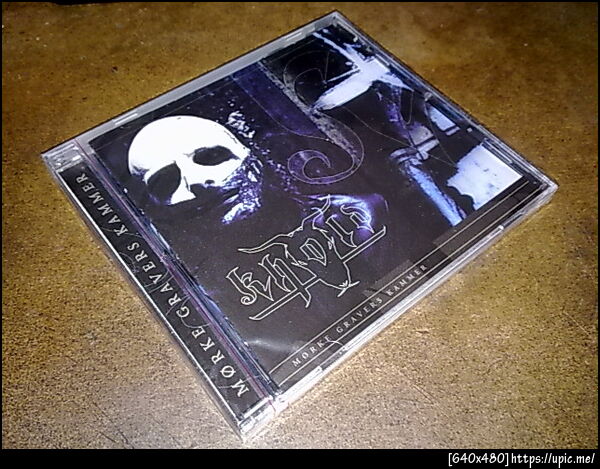 MØRKE GRAVERS KAMMER
khold
MØRKE GRAVERS KAMMER
[640x480]https://upic.me/